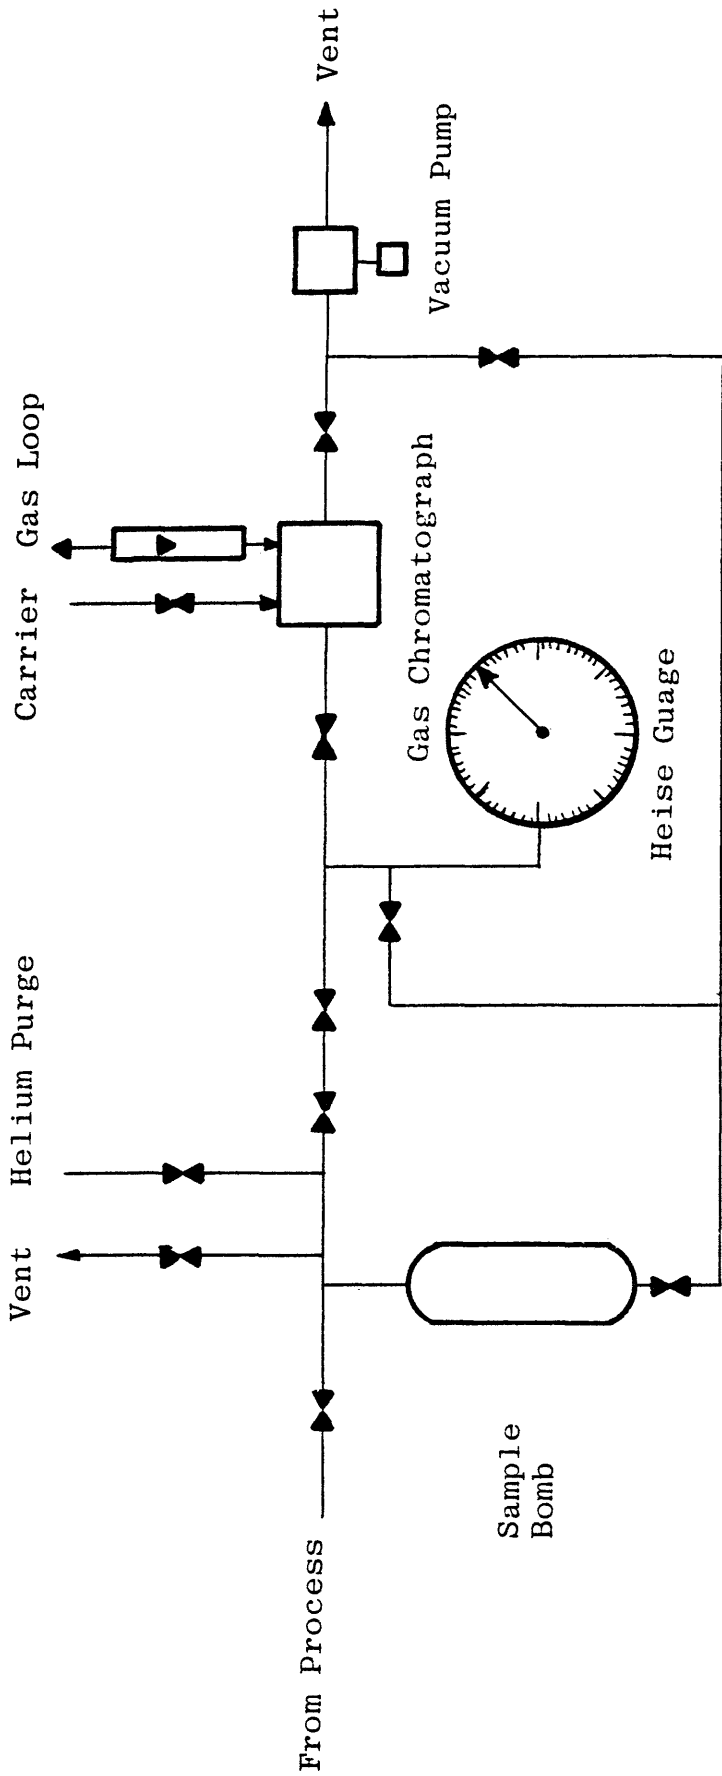 From Process
Vent
Helium Purge
Carrier
Gas Loop
Vent
Vacuum Pump
Gas Chromatograph
Heise Guage
Sample
Bomb